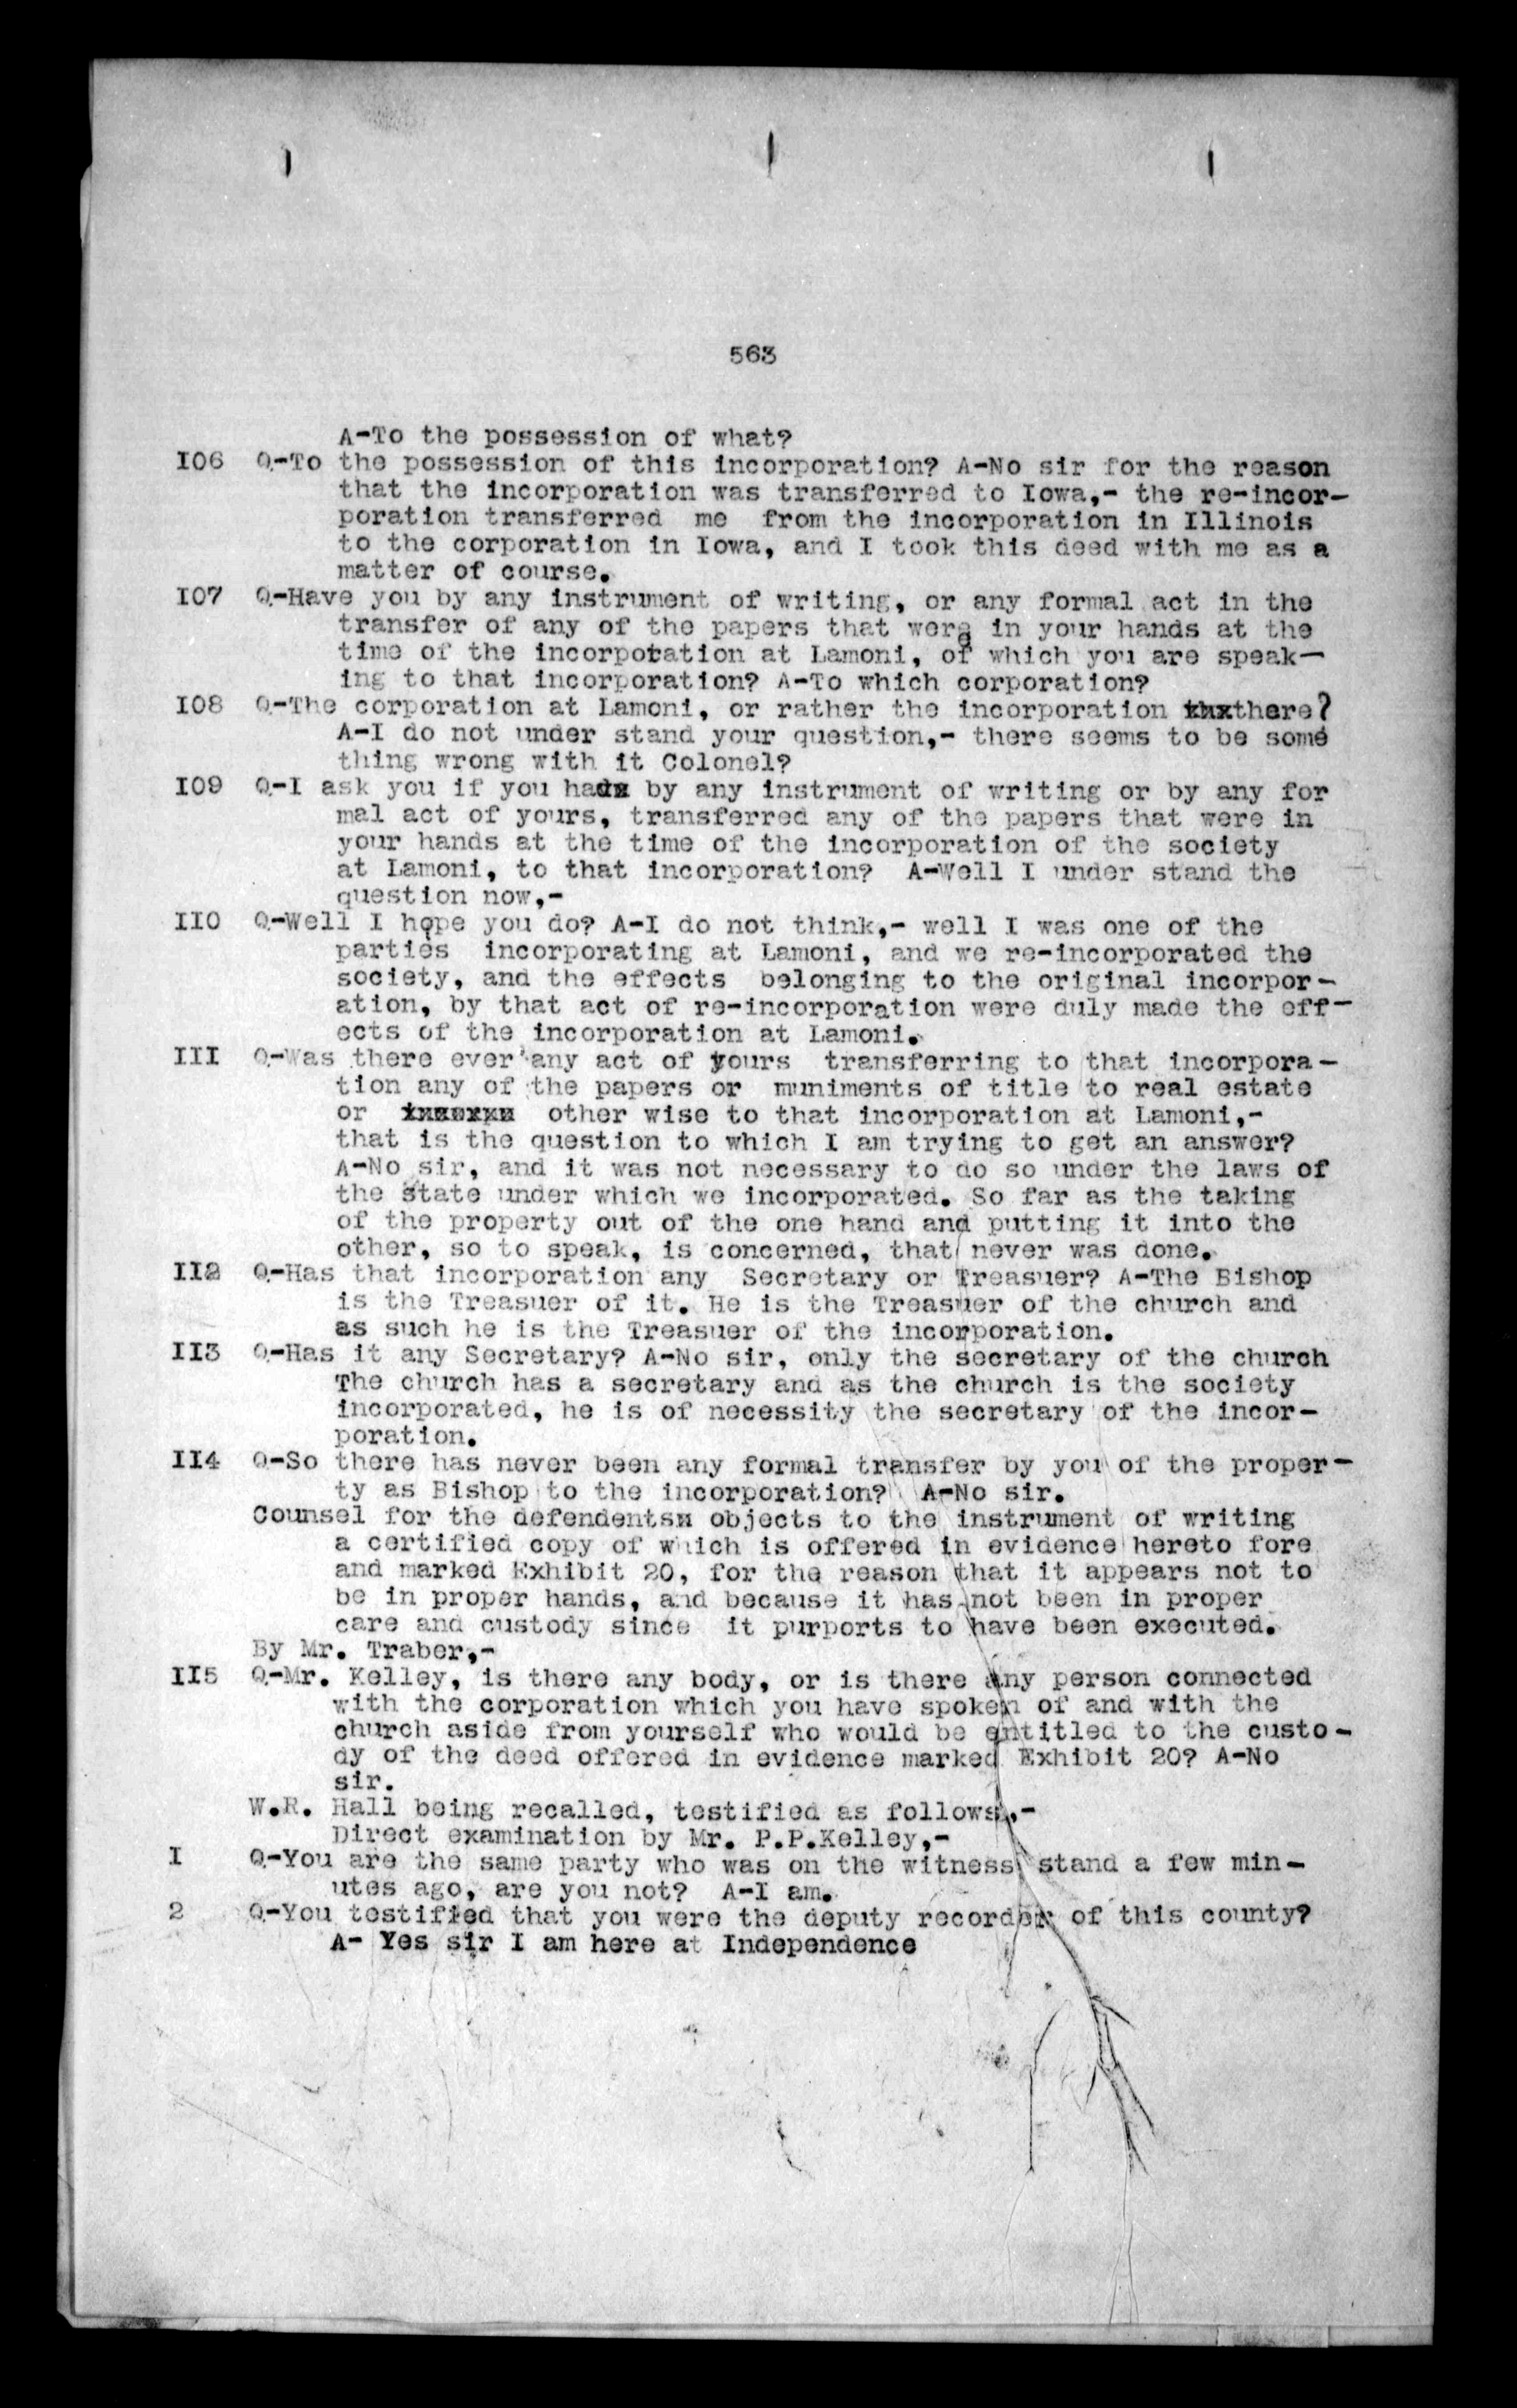 563
A-To the possession of what?
I06 Q-To the possession of this incorporation? A-No sir for the reason
that the incorporation was transferred to Iowa,- the re-incor-
poration transferred me from the incorporation in Illinois
to the corporation in Iowa, and I took this deed with me as a
matter of course.
I07 Q-Have you by any instrument of writing, or any formal act in the
transfer of any of the papers that were in your hands at the
time of the incorpotation at Lamoni, of which you are speak-
ing to that incorporation? A-To which corporation?
I08 Q-The corporation at Lamoni, or rather the incorporation there?
A-I do not under stand your question,- there seems to be some
thing wrong with it Colonel?
I09 Q-I ask you if you had by any instrument of writing or by any for
mal act of yours, transferred any of the papers that were in
your hands at the time of the incorporation of the society
at Lamoni, to that incorporation? A-Well I under stand the
question now,-
II0 Q-Well I hope you do? A-I do not think,- well I was one of the
parties incorporating at Lamoni, and we re-incorporated the
society, and the effects belonging to the original incorpor-
ation, by that act of re-incorporation were duly made the eff-
ects of the incorporation at Lamoni.
III Q-Was there ever any act of yours transferring to that incorpora-
tion any of the papers or muniments of title to real estate
or other wise to that incorporation at Lamoni,-
that is the question to which I am trying to get an answer?
A-No sir, and it was not necessary to do so under the laws of
the state under which we incorporated. So far as the taking
of the property out of the one hand and putting it into the
other, so to speak, is concerned, that never was done.
II2 Q-Has that incorporation any Secretary or Treasuer? A-The Bishop
is the Treasuer of it. He is the Treasuer of the church and
as such he is the Treasuer of the incorporation.
II3 Q-Has it any Secretary? A-No sir, only the secretary of the church
The church has a secretary and as the church is the society
incorporated, he is of necessity the secretary of the incor-
poration.
II4 Q-So there has never been any formal transfer by you of the proper-
ty as Bishop to the incorporation? A-No sir.
Counsel for the defendents objects to the instrument of writing
a certified copy of which is offered in evidence hereto fore
and marked Exhibit 20, for the reason that it appears not to
be in proper hands, and because it has not been in proper
care and custody since it purports to have been executed.
By Mr. Traber,-
II5 Q-Mr. Kelley, is there any body, or is there any person connected
with the corporation which you have spoken of and with the
church aside from yourself who would be entitled to the custo-
dy of the deed offered in evidence marked Exhibit 20? A-No
sir.
W.R. Hall being recalled, testified as follows,-
Direct examination by Mr. P.P.Kelley,-
I Q-You are the same party who was on the witness stand a few min-
utes ago, are you not? A-I am.
2 Q-You testified that you were the deputy recorder of this county?
A- Yes sir I am here at Independence